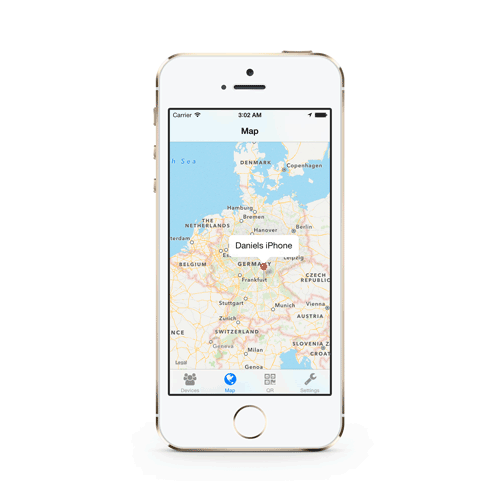 Carrier 3:02 AM
Map
h Sea
DENMARK
Copenhagen
Hamburg
Bremen
THE
NETHERLANDS
Hanover
Berlin
terdam
Essen
Daniels iPhone
BELGIUM
GERMANY
Leipzig
Frankfurt
CZECH
REPUBLIC
Stuttgart
Munich
Vienna
AUSTRIA
Zurich
NCE
SWITZERLAND
Geneva
Milan
SLOVENIA
CROAT
Genoa
Legal
Devices
Map
QR
Settings